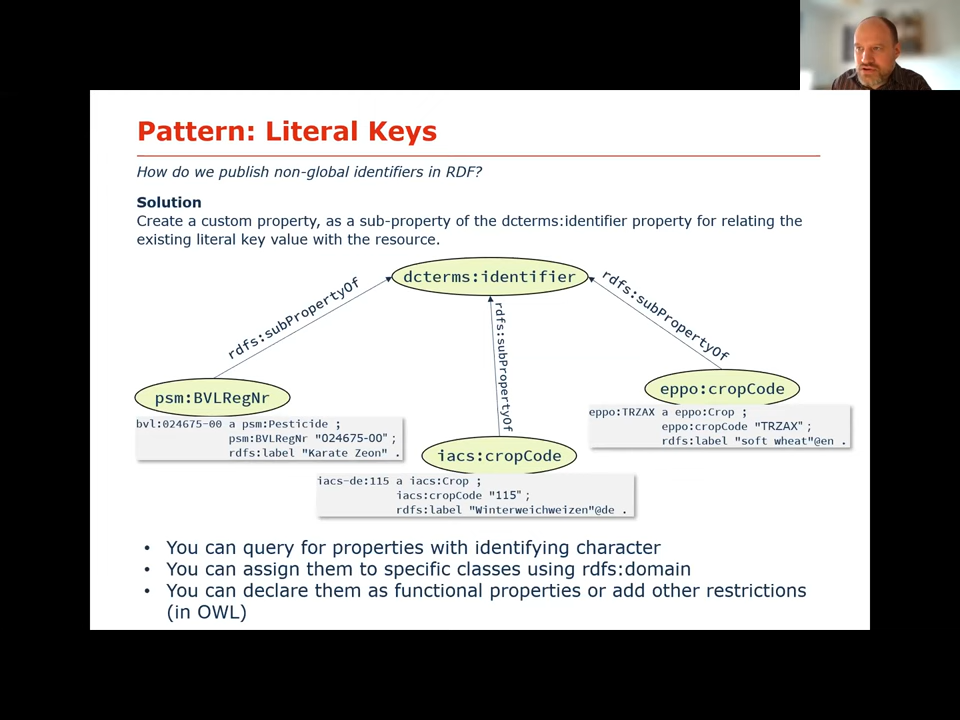 Pattern: Literal Keys
How do we publish non-global identifiers in RDF?
Solution
Create a custom property, as a sub-property of the dcterms:identifier property for relating the
existing literal key value with the resource.
dcterms:identifier
rdfs:subPropertyOf
rdfs:subPropertyOf
rdfs:subPropertyOf
psm:BVLRegNr
bvl:024675-00 a psm:Pesticide ;
psm:BVLRegNr "024675-00" ;
rdfs:label "Karate Zeon" .
iacs:cropCode
iacs-de:115 a iacs:Crop ;
iacs:cropCode "115" ;
rdfs:label "Winterweichweizen"@de .
eppo:cropCode
eppo:TRZAX a eppo:Crop ;
eppo:cropCode "TRZAX" ;
rdfs:label "soft wheat"@en .
• You can query for properties with identifying character
• You can assign them to specific classes using rdfs:domain
• You can declare them as functional properties or add other restrictions
(in OWL)